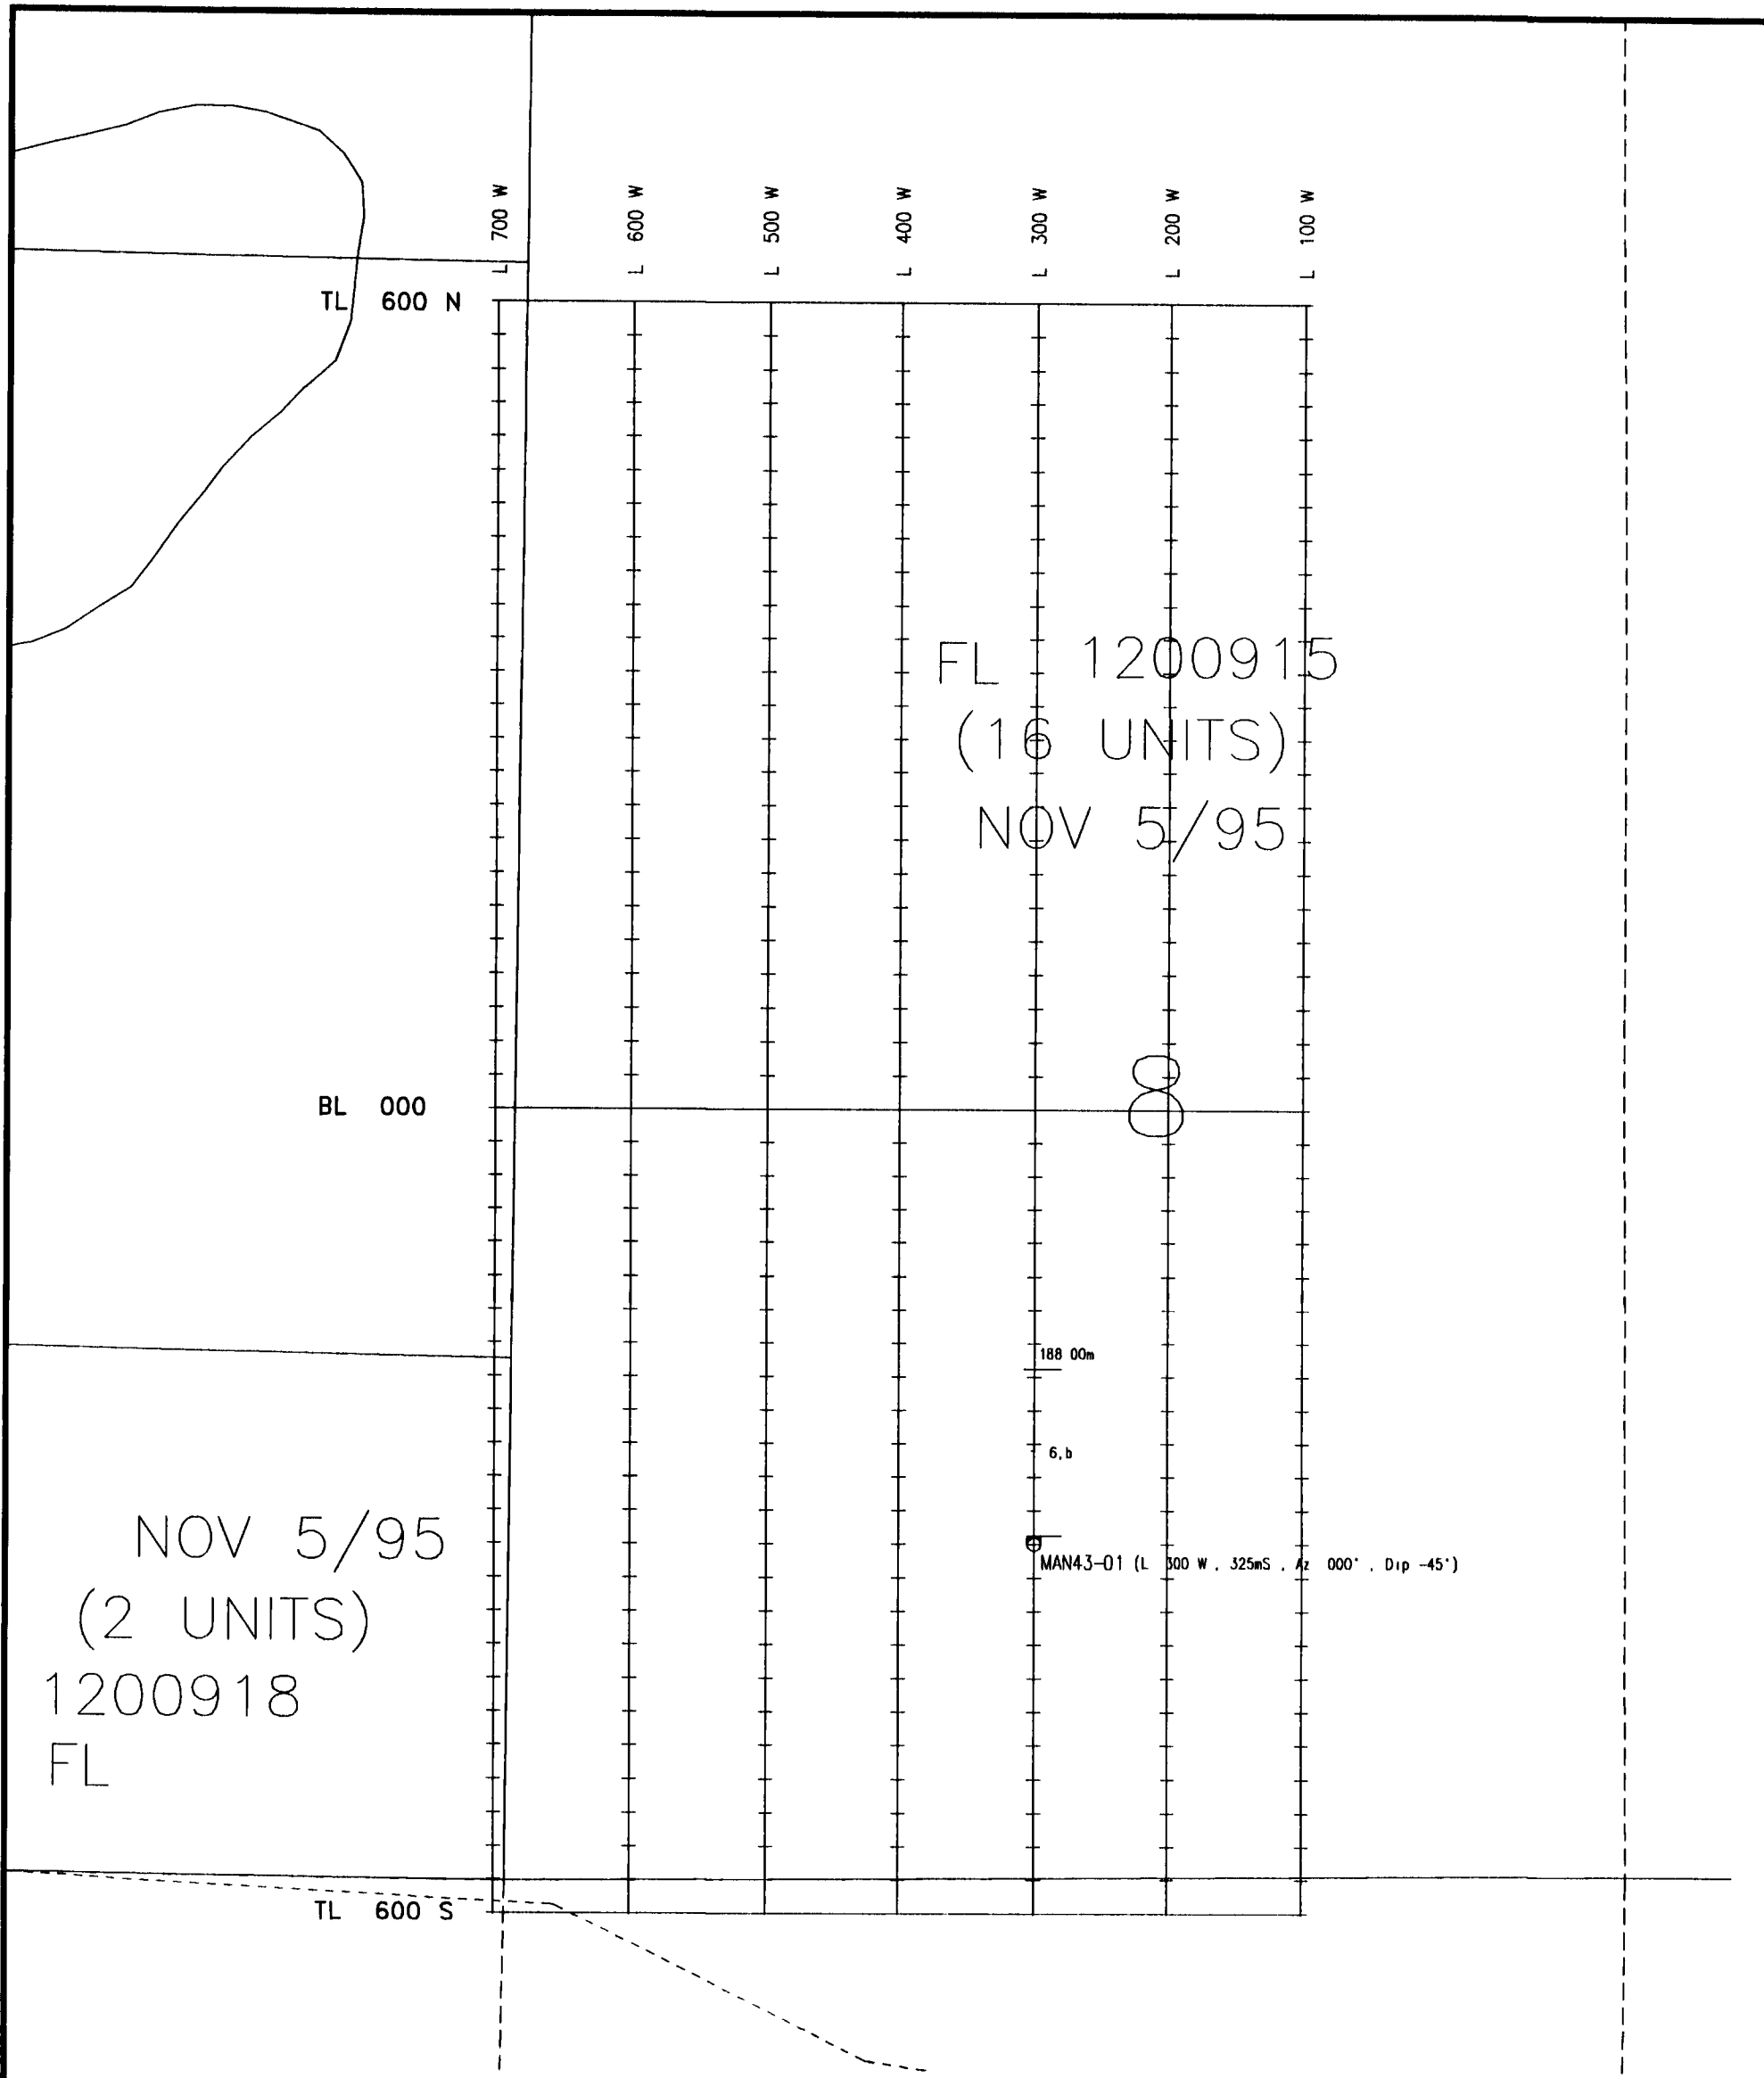 L 700 W
L 600 W
L 500 W
L 400 W
L 300 W
L 200 W
L 100 W
TL 600 N
FL 1200915
(16 UNITS)
NOV 5/95
8
BL 000
188 00m
6,b
MAN43-01 (L 300 W , 325mS , Az 000° , Dip -45°)
NOV 5/95
(2 UNITS)
1200918
FL
TL 600 S